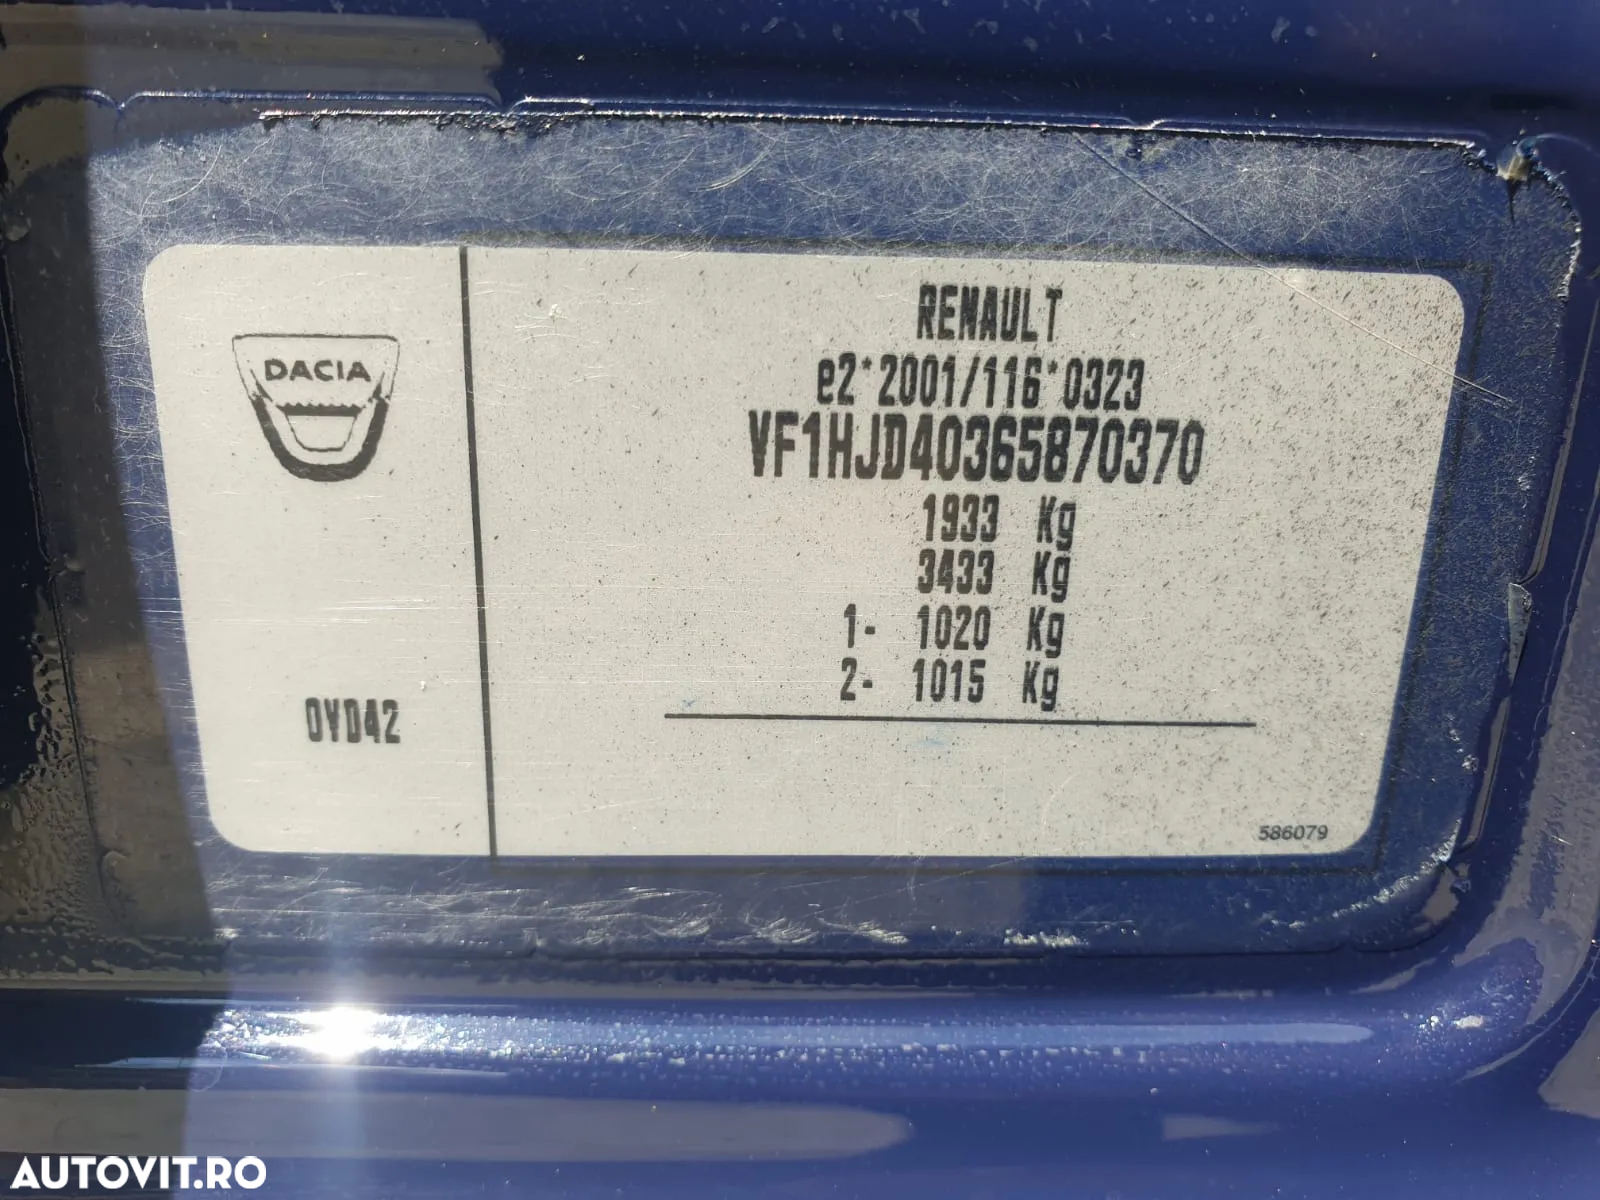 DACIA
0VD42
RENAULT
e2*2001/116*0323
VF1HJD40365870370
1933 Kg
3433 Kg
1- 1020 Kg
2- 1015 Kg
586079
AUTOVIT.RO